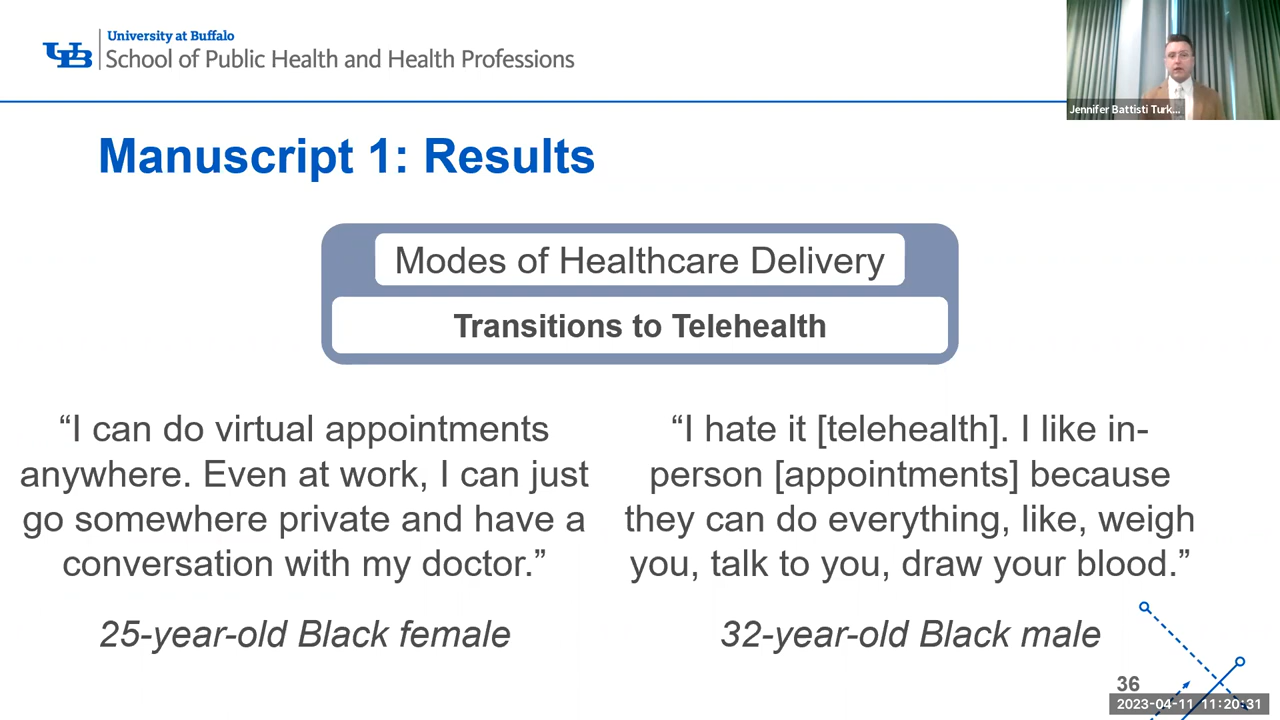 University at Buffalo
UB School of Public Health and Health Professions
Jennifer Battisti Turk...
Manuscript 1: Results
Modes of Healthcare Delivery
Transitions to Telehealth
“I can do virtual appointments
anywhere. Even at work, I can just
go somewhere private and have a
conversation with my doctor.”
25-year-old Black female
“I hate it [telehealth]. I like in-
person [appointments] because
they can do everything, like, weigh
you, talk to you, draw your blood.”
32-year-old Black male
36
2023-04-11 11:20:31